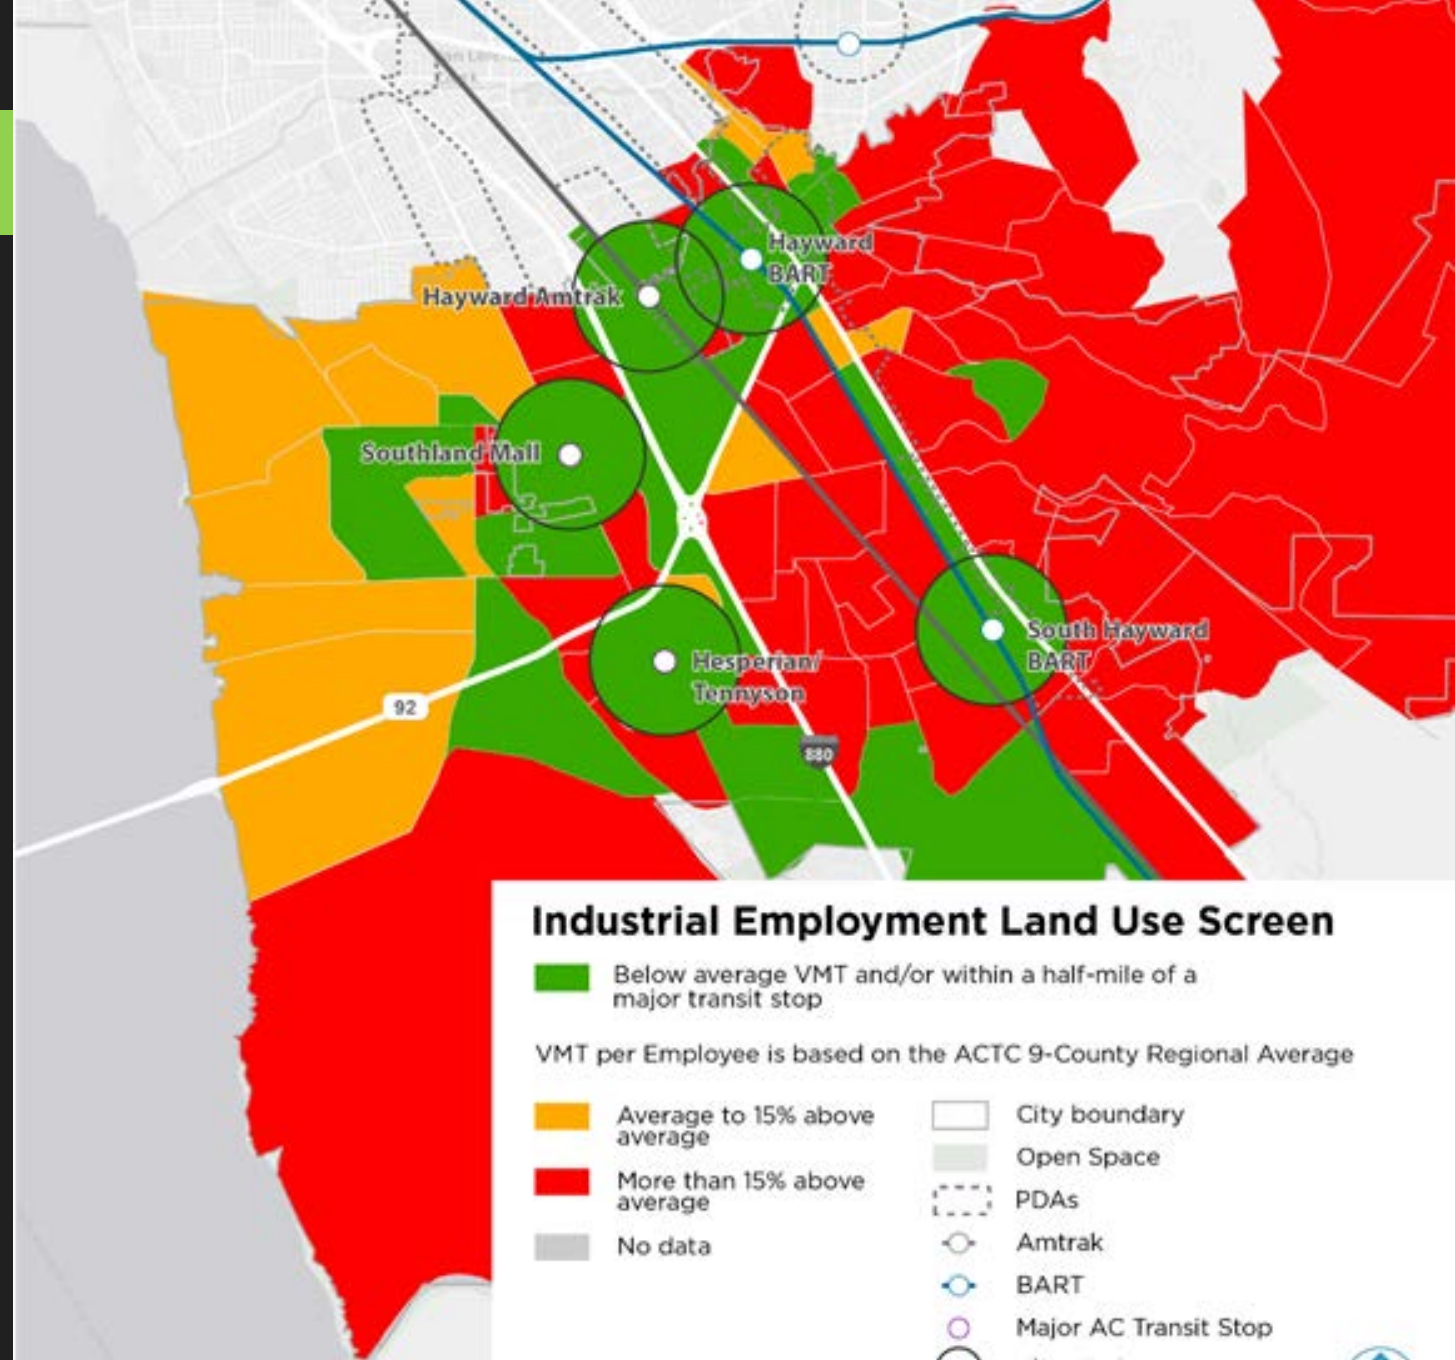 Hayward
BART
Hayward Amtrak
Southland Mall
South Hayward
BART
Hesperian/
Tennyson
92
880
Industrial Employment Land Use Screen
Below average VMT and/or within a half-mile of a
major transit stop
VMT per Employee is based on the ACTC 9-County Regional Average
Average to 15% above
average
More than 15% above
average
No data
City boundary
Open Space
PDAs
Amtrak
BART
Major AC Transit Stop